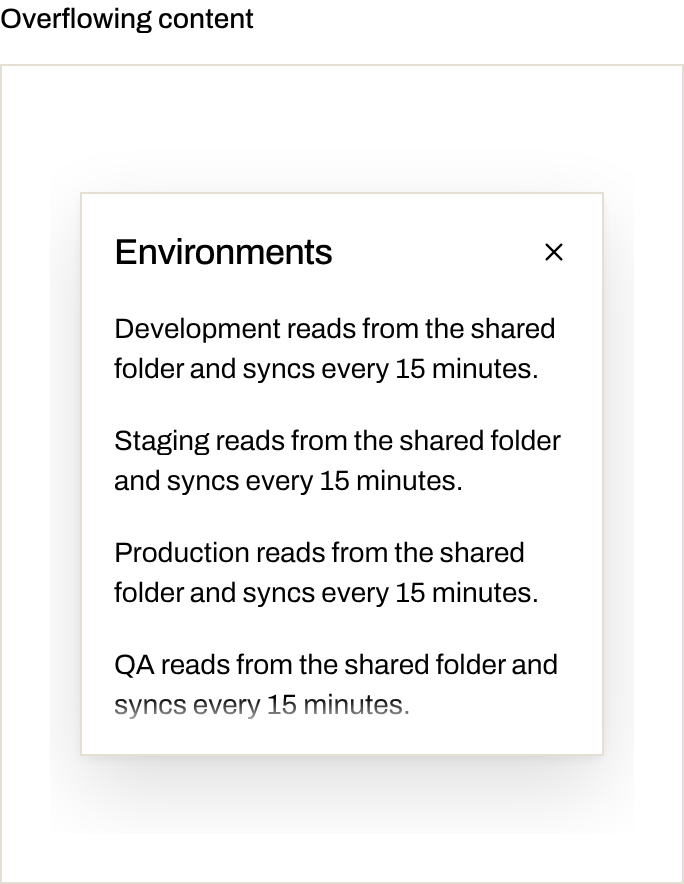 Overflowing content
Environments
Development reads from the shared
folder and syncs every 15 minutes.
Staging reads from the shared folder
and syncs every 15 minutes.
Production reads from the shared
folder and syncs every 15 minutes.
QA reads from the shared folder and
syncs every 15 minutes.